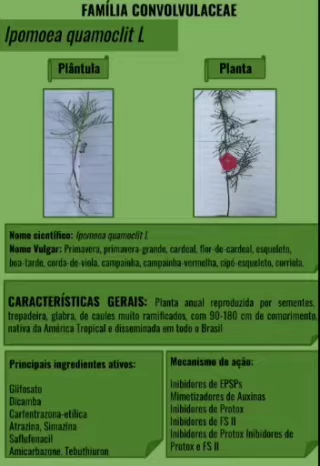 FAMÍLIA CONVOLVULACEAE
Ipomoea quamoclit L
Plântula
Planta
Nome científico: Ipomoea quamoclit L
Nome Vulgar: Primavera, primavera-grande, cardeal, flor-de-cardeal, esqueleto,
boa-tarde, corda-de-viola, campainha, campainha-vermelha, cipó-esqueleto, corriola.
CARACTERÍSTICAS GERAIS: Planta anual reproduzida por sementes,
trepadeira, glabra, de caules muito ramificados, com 90-180 cm de comprimento,
nativa da América Tropical e disseminada em todo o Brasil
Principais ingredientes ativos:
Glifosato
Dicamba
Carfentrazona-etílica
Atrazina, Simazina
Saflufenacil
Amicarbazone, Tebuthiuron
Mecanismo de ação:
Inibidores de EPSPs
Mimetizadores de Auxinas
Inibidores de Protox
Inibidores de FS II
Inibidores de Protox Inibidores de
Protox e FS II